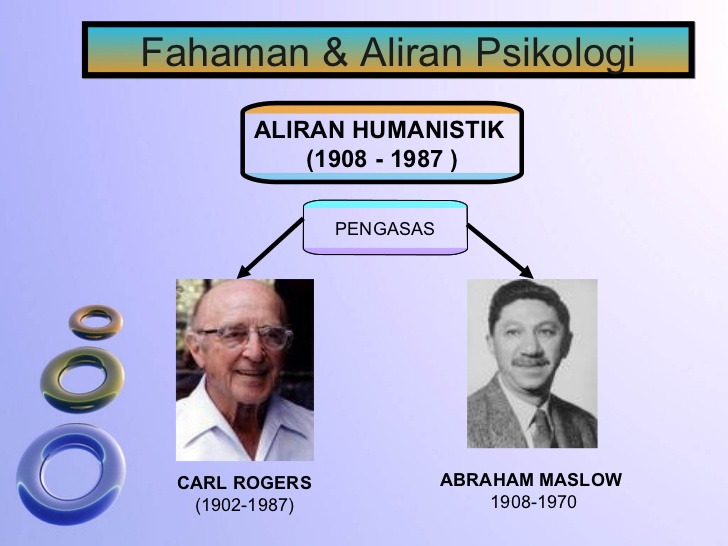 Fahaman & Aliran Psikologi
ALIRAN HUMANISTIK
(1908 - 1987 )
PENGASAS
CARL ROGERS
(1902-1987)
ABRAHAM MASLOW
1908-1970